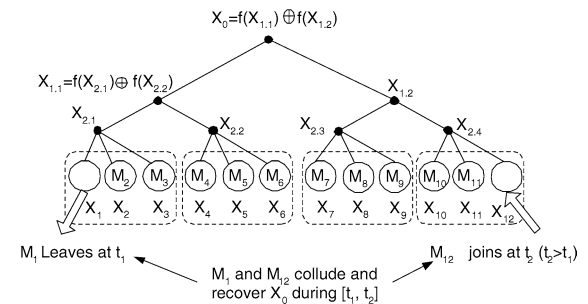 X0=f(X1.1) ⊕f(X1.2)
X1.1=f(X2.1)⊕ f(X2.2)
X1.2
X2.1
X2.2
X2.3
X2.4
M2 M3 M4 M5 M6 M7 M8 M9 M10 M11
X1 X2 X3 X4 X5 X6 X7 X8 X9 X10 X11 X12
M1 Leaves at t1
M12 joins at t2 (t2>t1)
M1 and M12 collude and
recover X0 during [t1, t2]